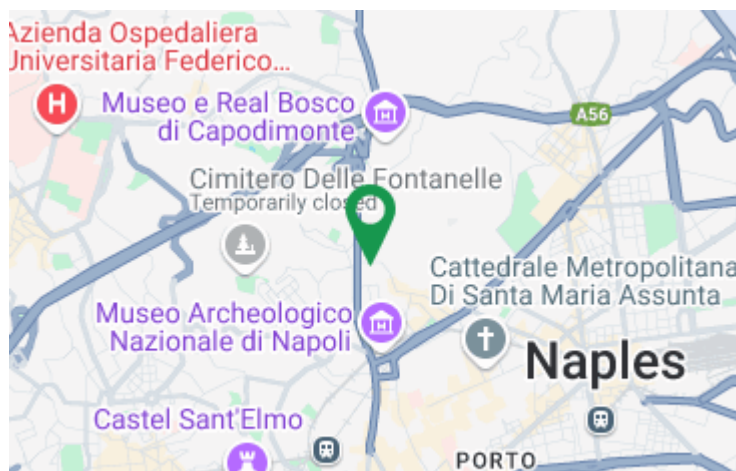 Azienda Ospedaliera
Universitaria Federico...
H
Museo e Real Bosco
di Capodimonte
A56
Cimitero Delle Fontanelle
Temporarily closed
Cattedrale Metropolitana
Di Santa Maria Assunta
Museo Archeologico
Nazionale di Napoli
Naples
Castel Sant'Elmo
PORTO